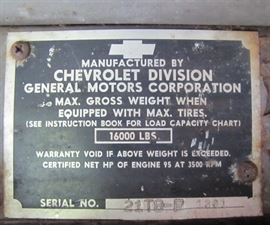 MANUFACTURED BY
CHEVROLET DIVISION
GENERAL MOTORS CORPORATION
MAX. GROSS WEIGHT WHEN
EQUIPPED WITH MAX. TIRES.
(SEE INSTRUCTION BOOK FOR LOAD CAPACITY CHART)
16000 LBS.
WARRANTY VOID IF ABOVE WEIGHT IS EXCEEDED.
CERTIFIED NET HP OF ENGINE 95 AT 3500 RPM
SERIAL NO.